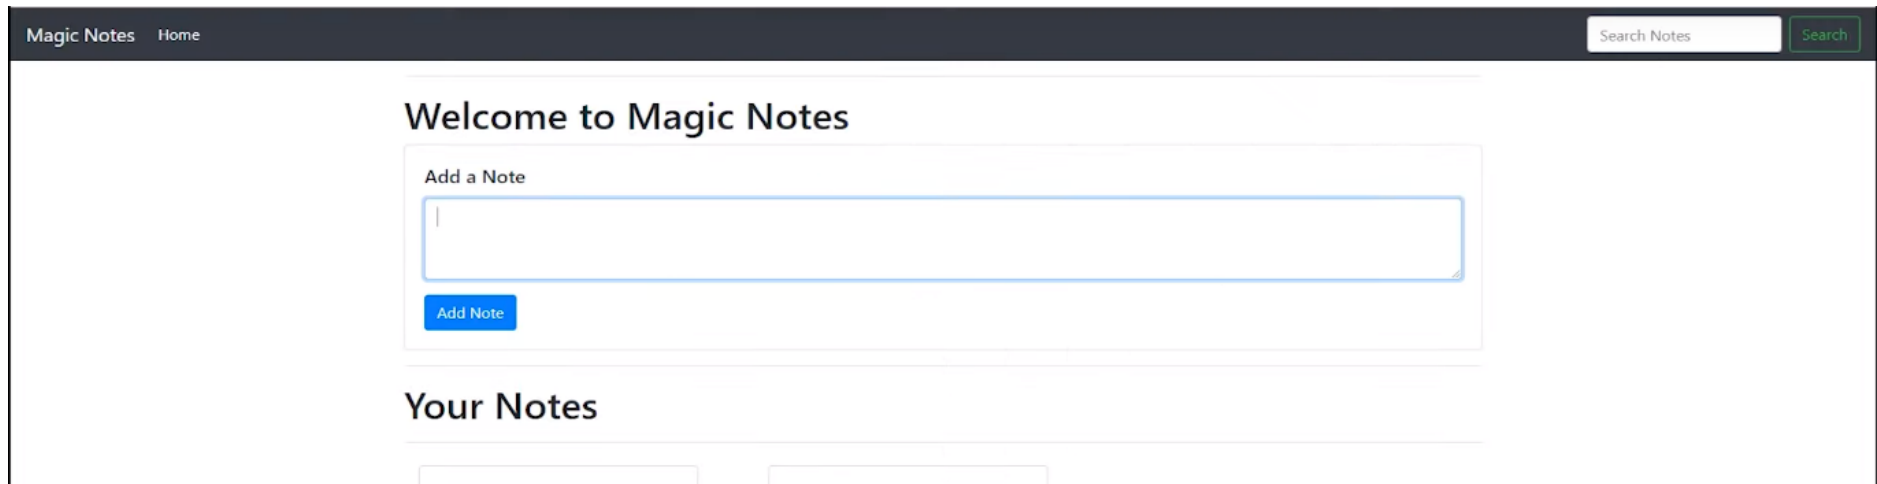 Magic Notes Home Search Notes Search
Welcome to Magic Notes
Add a Note
Add Note
Your Notes